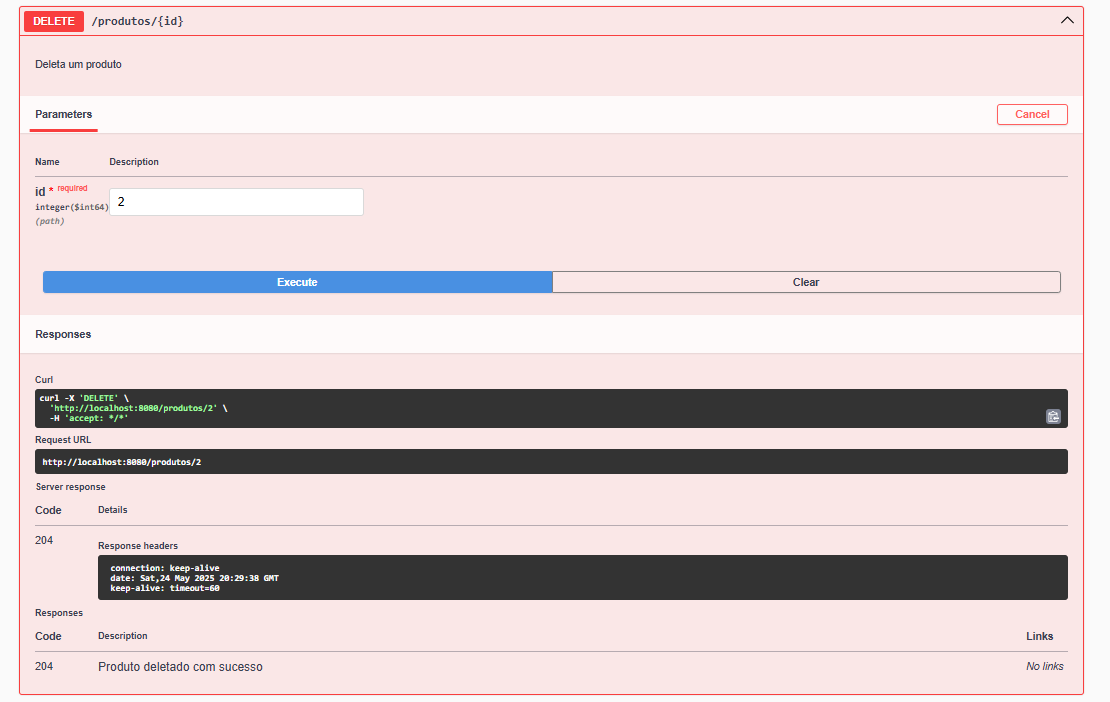 DELETE /produtos/{id}
Deleta um produto
Parameters
Cancel
Name Description
id * required
integer($int64)
(path)
2
Execute Clear
Responses
Curl
curl -X 'DELETE' \
'http://localhost:8080/produtos/2' \
-H 'accept: */*'
Request URL
http://localhost:8080/produtos/2
Server response
Code Details
204
Response headers
connection: keep-alive
date: Sat,24 May 2025 20:29:38 GMT
keep-alive: timeout=60
Responses
Code Description Links
204 Produto deletado com sucesso No links